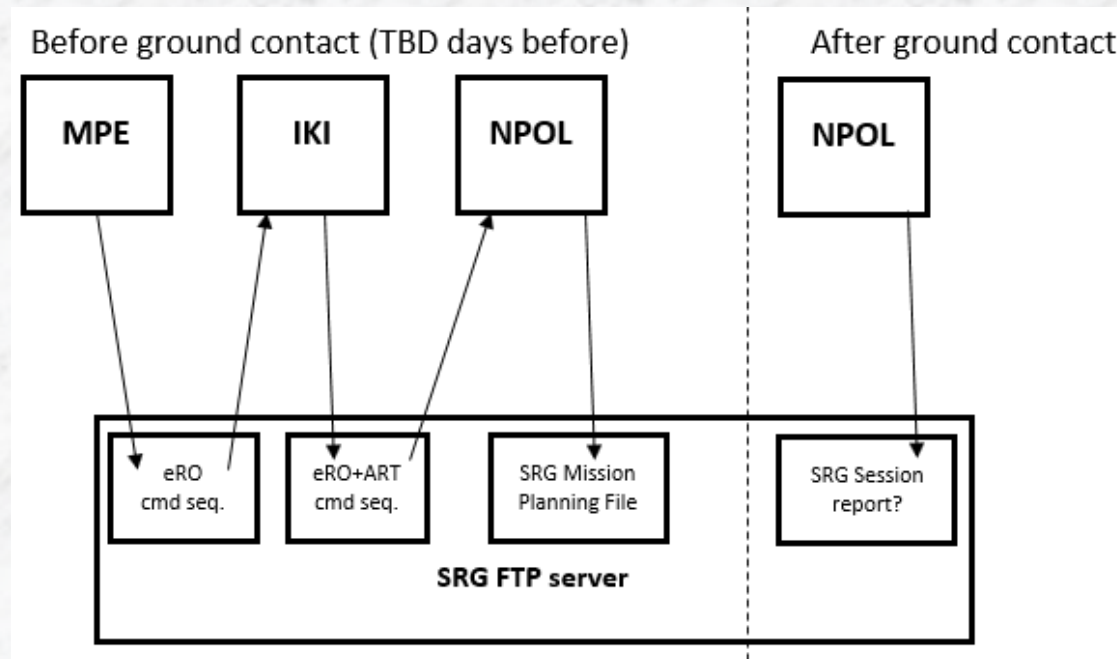 Before ground contact (TBD days before)
After ground contact
MPE
IKI
NPOL
NPOL
eRO
cmd seq.
eRO+ART
cmd seq.
SRG Mission
Planning File
SRG Session
report?
SRG FTP server